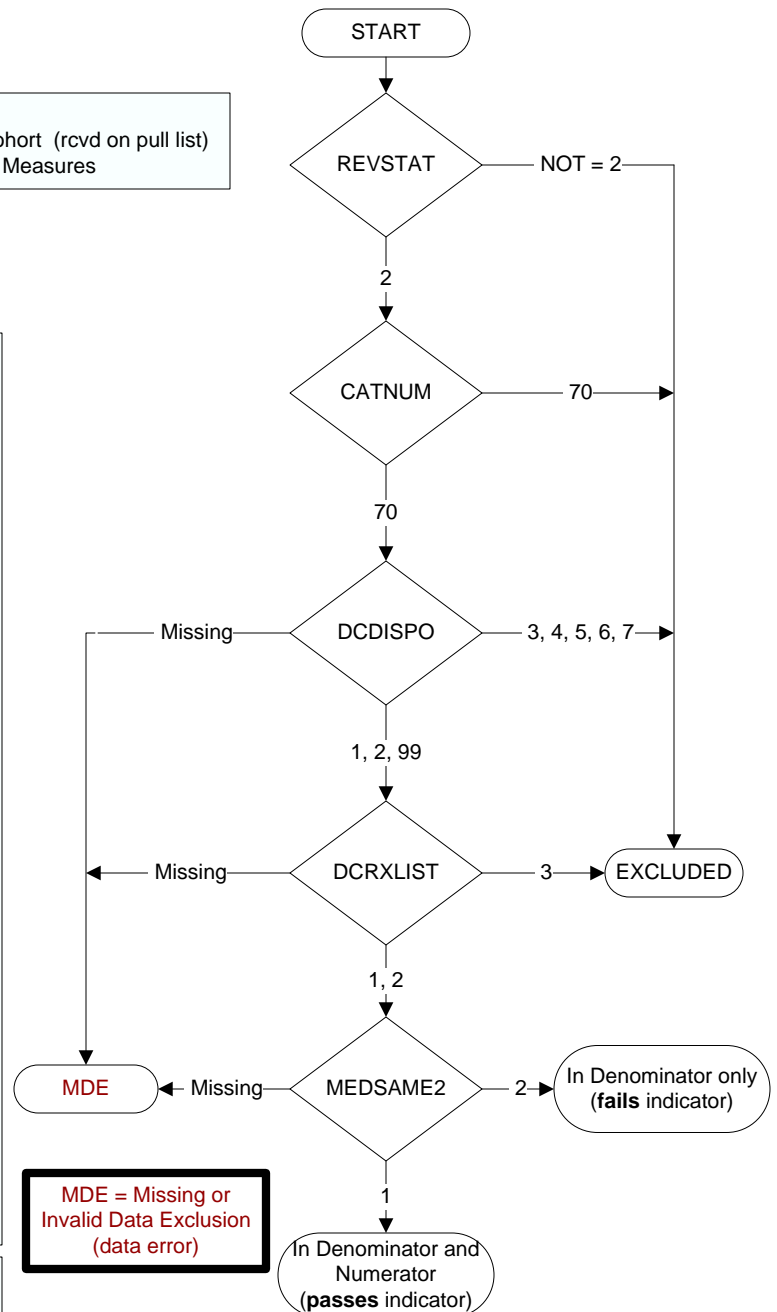 START
Measures
REVSTAT
NOT = 2
(rcvd on pull list)
2
CATNUM
70
70
Missing
DCDISPO
3, 4, 5, 6, 7
1, 2, 99
Missing
DCRXLIST
3
EXCLUDED
1, 2
MDE
Missing
MEDSAME2
2
In Denominator only
(fails indicator)
MDE = Missing or
Invalid Data Exclusion
(data error)
1
In Denominator and
Numerator
(passes indicator)